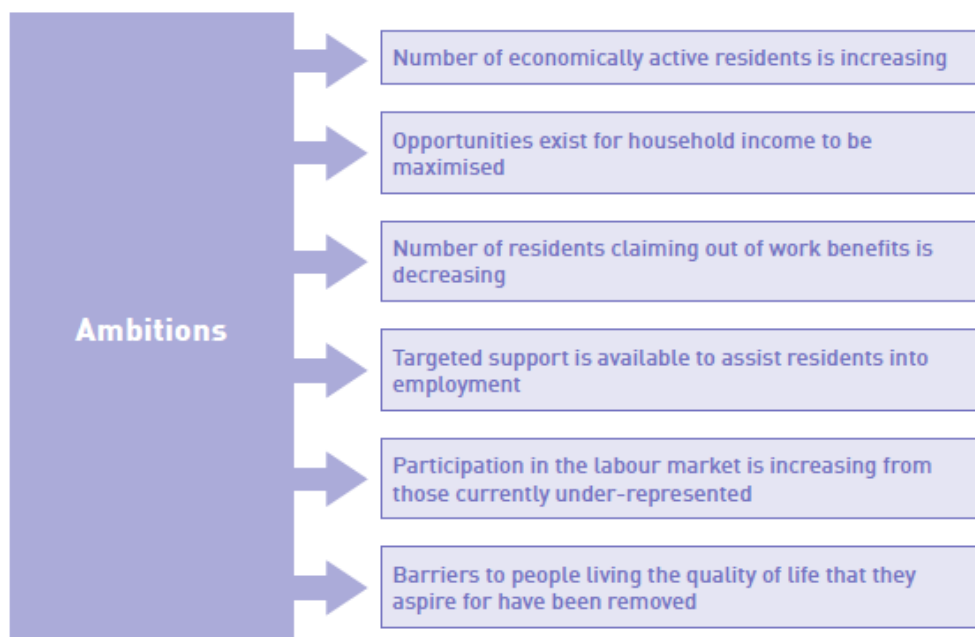 Ambitions
Number of economically active residents is increasing
Opportunities exist for household income to be
maximised
Number of residents claiming out of work benefits is
decreasing
Targeted support is available to assist residents into
employment
Participation in the labour market is increasing from
those currently under-represented
Barriers to people living the quality of life that they
aspire for have been removed